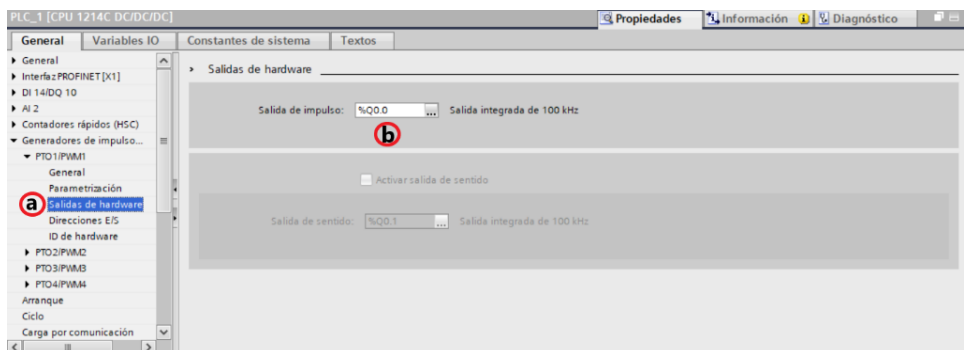 PLC_1 [CPU 1214C DC/DC/DC]
Propiedades
Información
Diagnóstico
General
Variables IO
Constantes de sistema
Textos
General
Interfaz PROFINET [X1]
DI 14/DQ 10
AI 2
Contadores rápidos (HSC)
Generadores de impulso...
PTO1/PWM1
General
Parametrización
a
Salidas de hardware
Direcciones E/S
ID de hardware
PTO2/PWM2
PTO3/PWM3
PTO4/PWM4
Arranque
Ciclo
Carga por comunicación
Salidas de hardware
Salida de impulso: %Q0.0 ... Salida integrada de 100 kHz
b
Activar salida de sentido
Salida de sentido: %Q0.1 ... Salida integrada de 100 kHz